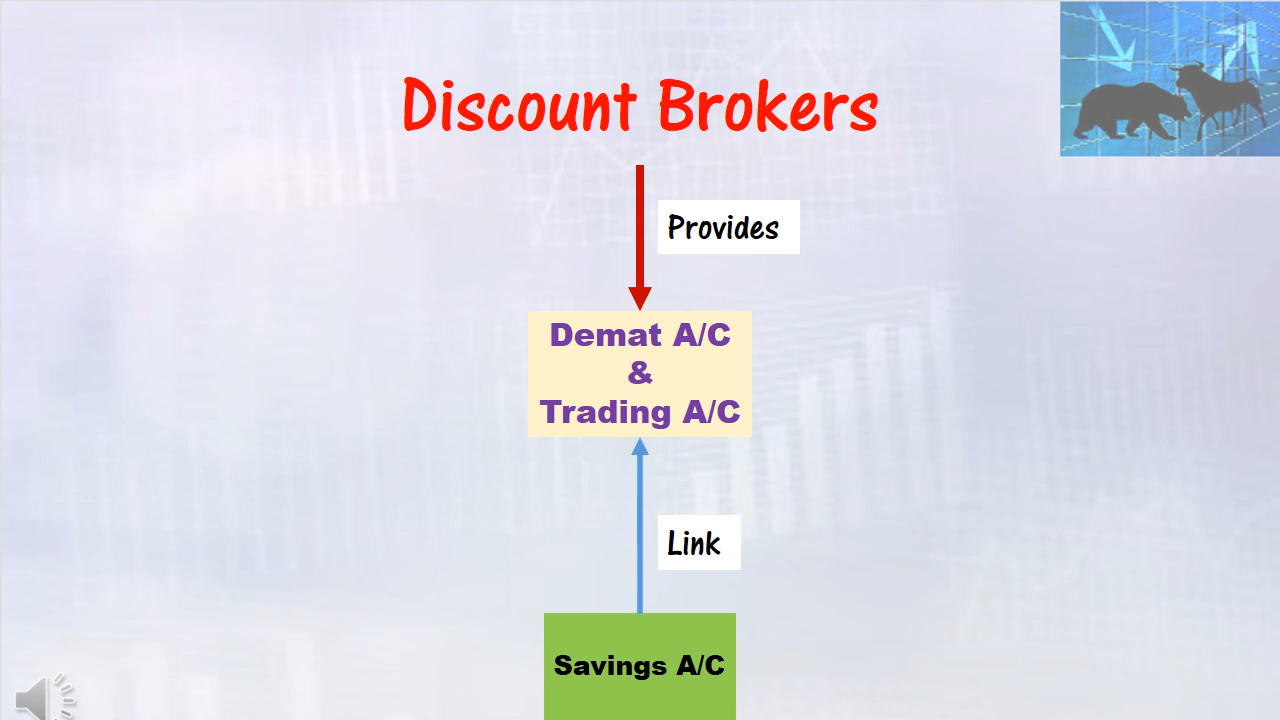 Discount Brokers
Provides
Demat A/C
&
Trading A/C
Link
Savings A/C